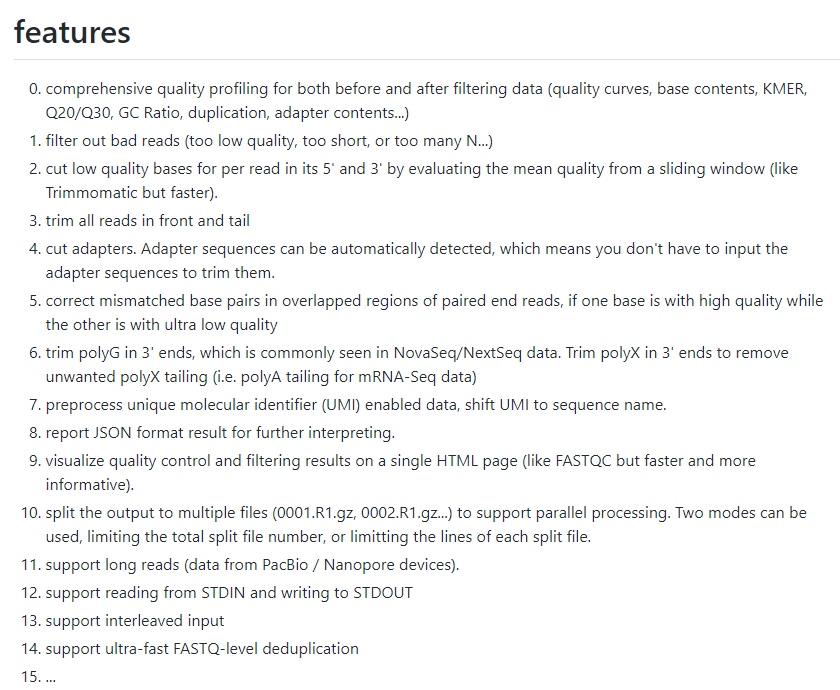 features
0. comprehensive quality profiling for both before and after filtering data (quality curves, base contents, KMER,
Q20/Q30, GC Ratio, duplication, adapter contents...)
1. filter out bad reads (too low quality, too short, or too many N...)
2. cut low quality bases for per read in its 5' and 3' by evaluating the mean quality from a sliding window (like
Trimmomatic but faster).
3. trim all reads in front and tail
4. cut adapters. Adapter sequences can be automatically detected, which means you don't have to input the
adapter sequences to trim them.
5. correct mismatched base pairs in overlapped regions of paired end reads, if one base is with high quality while
the other is with ultra low quality
6. trim polyG in 3' ends, which is commonly seen in NovaSeq/NextSeq data. Trim polyX in 3' ends to remove
unwanted polyX tailing (i.e. polyA tailing for mRNA-Seq data)
7. preprocess unique molecular identifier (UMI) enabled data, shift UMI to sequence name.
8. report JSON format result for further interpreting.
9. visualize quality control and filtering results on a single HTML page (like FASTQC but faster and more
informative).
10. split the output to multiple files (0001.R1.gz, 0002.R1.gz...) to support parallel processing. Two modes can be
used, limiting the total split file number, or limitting the lines of each split file.
11. support long reads (data from PacBio / Nanopore devices).
12. support reading from STDIN and writing to STDOUT
13. support interleaved input
14. support ultra-fast FASTQ-level deduplication
15. ...